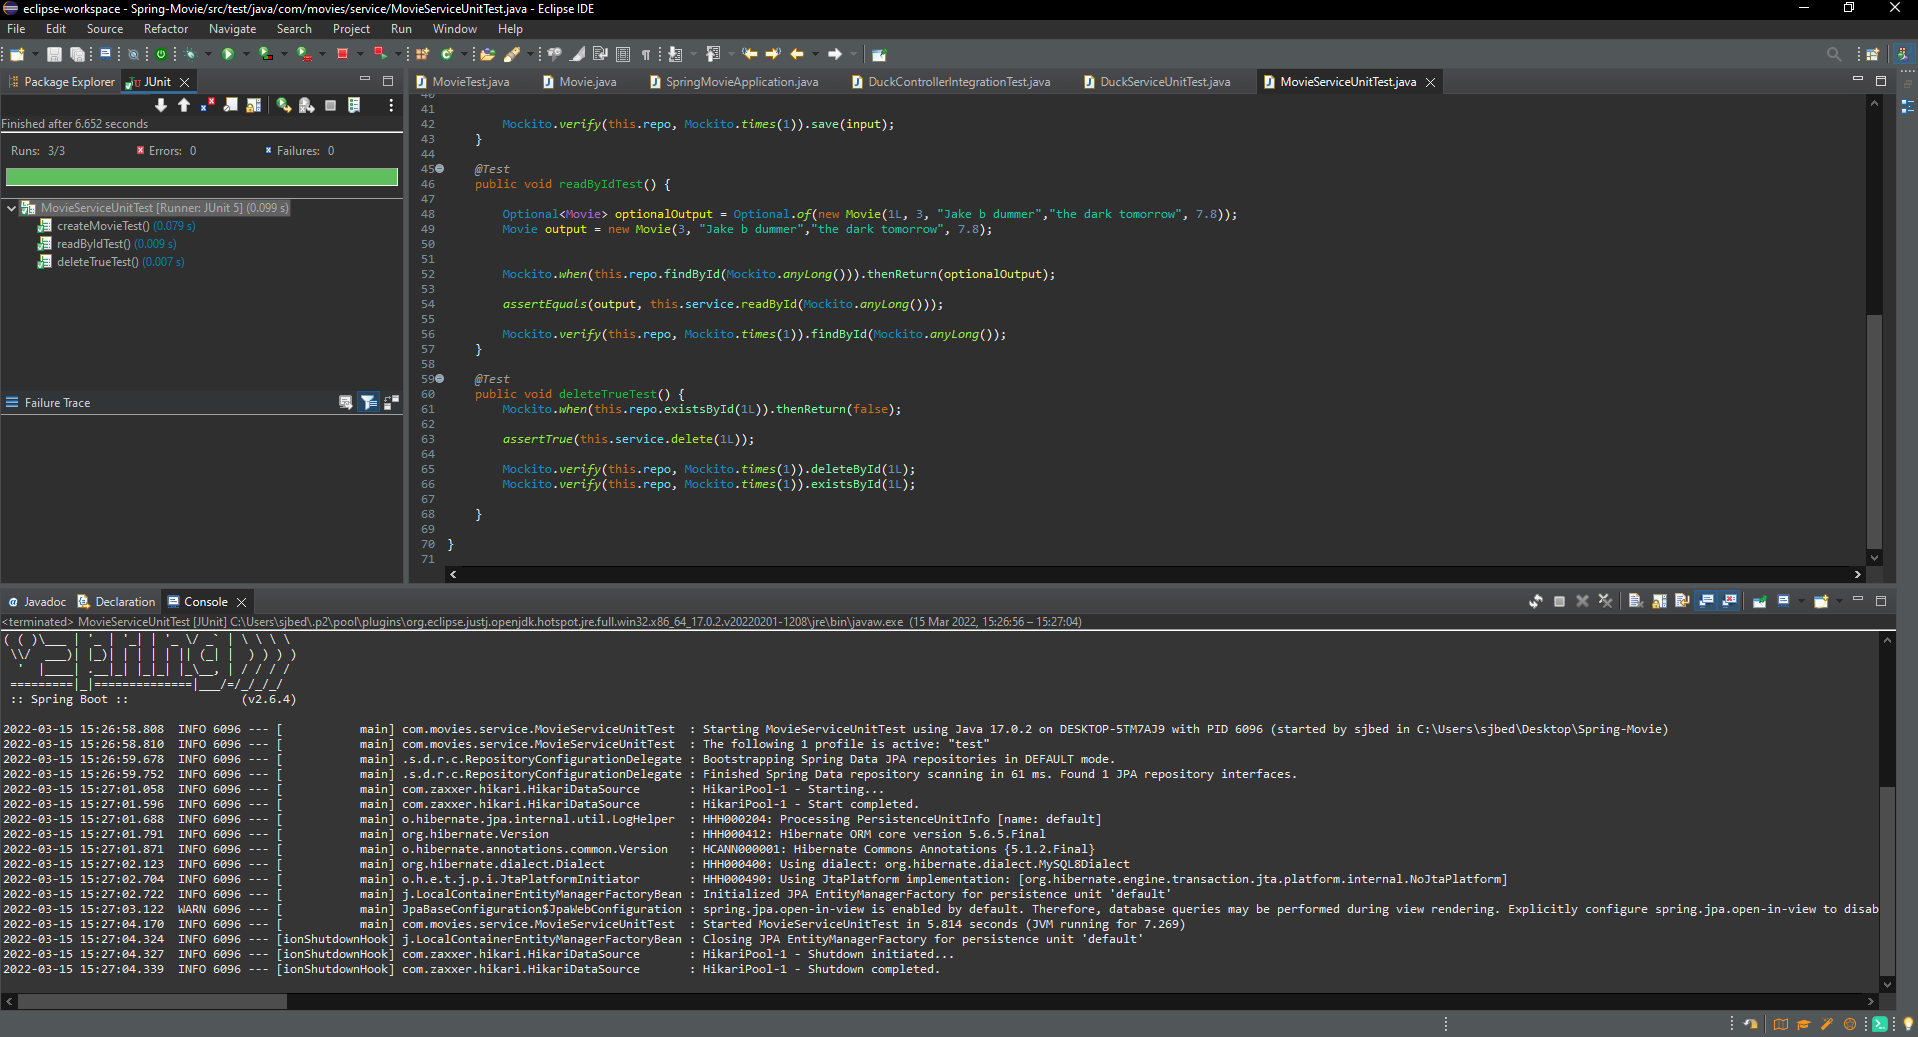 eclipse-workspace - Spring-Movie/src/test/java/com/movies/service/MovieServiceUnitTest.java - Eclipse IDE
File Edit Source Refactor Navigate Search Project Run Window Help
Package Explorer JUnit
MovieTest.java Movie.java SpringMovieApplication.java DuckControllerIntegrationTest.java DuckServiceUnitTest.java MovieServiceUnitTest.java
Finished after 6.652 seconds
Runs: 3/3 Errors: 0 Failures: 0
MovieServiceUnitTest [Runner: JUnit 5] (0.099 s)
createMovieTest() (0.079 s)
readByIdTest() (0.009 s)
deleteTrueTest() (0.007 s)
Failure Trace
40
41
42 Mockito.verify(this.repo, Mockito.times(1)).save(input);
43 }
44
45 @Test
46 public void readByIdTest() {
47
48 Optional<Movie> optionalOutput = Optional.of(new Movie(1L, 3, "Jake b dummer","the dark tomorrow", 7.8));
49 Movie output = new Movie(3, "Jake b dummer","the dark tomorrow", 7.8);
50
51
52 Mockito.when(this.repo.findById(Mockito.anyLong())).thenReturn(optionalOutput);
53
54 assertEquals(output, this.service.readById(Mockito.anyLong()));
55
56 Mockito.verify(this.repo, Mockito.times(1)).findById(Mockito.anyLong());
57 }
58
59 @Test
60 public void deleteTrueTest() {
61 Mockito.when(this.repo.existsById(1L)).thenReturn(false);
62
63 assertTrue(this.service.delete(1L));
64
65 Mockito.verify(this.repo, Mockito.times(1)).deleteById(1L);
66 Mockito.verify(this.repo, Mockito.times(1)).existsById(1L);
67
68 }
69
70 }
71
Javadoc Declaration Console
<terminated> MovieServiceUnitTest [JUnit] C:\Users\sjbed\.p2\pool\plugins\org.eclipse.justj.openjdk.hotspot.jre.full.win32.x86_64_17.0.2.v20220201-1208\jre\bin\javaw.exe (15 Mar 2022, 15:26:56 – 15:27:04)
( ( )\___ | '_ | '_| | '_ \/ _` | \ \ \ \
\\/ ___)| |_)| | | | | || (_| | ) ) ) )
' |____| .__|_| |_|_| |_\__, | / / / /
=========|_|==============|___/=/_/_/_/
:: Spring Boot :: (v2.6.4)
2022-03-15 15:26:58.808 INFO 6096 --- [ main] com.movies.service.MovieServiceUnitTest : Starting MovieServiceUnitTest using Java 17.0.2 on DESKTOP-5TM7AJ9 with PID 6096 (started by sjbed in C:\Users\sjbed\Desktop\Spring-Movie)
2022-03-15 15:26:58.810 INFO 6096 --- [ main] com.movies.service.MovieServiceUnitTest : The following 1 profile is active: "test"
2022-03-15 15:26:59.678 INFO 6096 --- [ main] .s.d.r.c.RepositoryConfigurationDelegate : Bootstrapping Spring Data JPA repositories in DEFAULT mode.
2022-03-15 15:26:59.752 INFO 6096 --- [ main] .s.d.r.c.RepositoryConfigurationDelegate : Finished Spring Data repository scanning in 61 ms. Found 1 JPA repository interfaces.
2022-03-15 15:27:01.058 INFO 6096 --- [ main] com.zaxxer.hikari.HikariDataSource : HikariPool-1 - Starting...
2022-03-15 15:27:01.596 INFO 6096 --- [ main] com.zaxxer.hikari.HikariDataSource : HikariPool-1 - Start completed.
2022-03-15 15:27:01.688 INFO 6096 --- [ main] o.hibernate.jpa.internal.util.LogHelper : HHH000204: Processing PersistenceUnitInfo [name: default]
2022-03-15 15:27:01.791 INFO 6096 --- [ main] org.hibernate.Version : HHH000412: Hibernate ORM core version 5.6.5.Final
2022-03-15 15:27:01.871 INFO 6096 --- [ main] o.hibernate.annotations.common.Version : HCANN000001: Hibernate Commons Annotations {5.1.2.Final}
2022-03-15 15:27:02.123 INFO 6096 --- [ main] org.hibernate.dialect.Dialect : HHH000400: Using dialect: org.hibernate.dialect.MySQL8Dialect
2022-03-15 15:27:02.704 INFO 6096 --- [ main] o.h.e.t.j.p.i.JtaPlatformInitiator : HHH000490: Using JtaPlatform implementation: [org.hibernate.engine.transaction.jta.platform.internal.NoJtaPlatform]
2022-03-15 15:27:02.722 INFO 6096 --- [ main] j.LocalContainerEntityManagerFactoryBean : Initialized JPA EntityManagerFactory for persistence unit 'default'
2022-03-15 15:27:03.122 WARN 6096 --- [ main] JpaBaseConfiguration$JpaWebConfiguration : spring.jpa.open-in-view is enabled by default. Therefore, database queries may be performed during view rendering. Explicitly configure spring.jpa.open-in-view to disab
2022-03-15 15:27:04.170 INFO 6096 --- [ main] com.movies.service.MovieServiceUnitTest : Started MovieServiceUnitTest in 5.814 seconds (JVM running for 7.269)
2022-03-15 15:27:04.324 INFO 6096 --- [ionShutdownHook] j.LocalContainerEntityManagerFactoryBean : Closing JPA EntityManagerFactory for persistence unit 'default'
2022-03-15 15:27:04.327 INFO 6096 --- [ionShutdownHook] com.zaxxer.hikari.HikariDataSource : HikariPool-1 - Shutdown initiated...
2022-03-15 15:27:04.339 INFO 6096 --- [ionShutdownHook] com.zaxxer.hikari.HikariDataSource : HikariPool-1 - Shutdown completed.